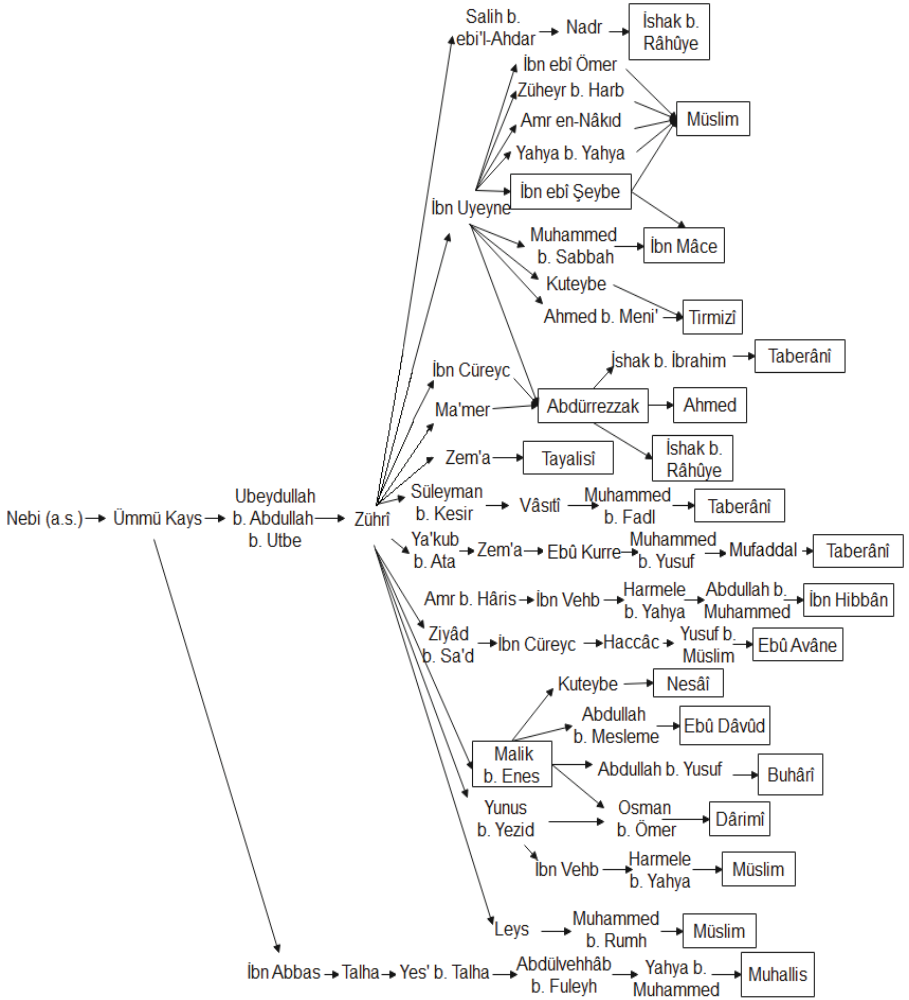 Salih b.
ebi'l-Ahdar
Nadr
İshak b.
Râhûye
İbn ebî Ömer
Züheyr b. Harb
Amr en-Nâkıd
Yahya b. Yahya
Müslim
İbn ebî Şeybe
İbn Uyeyne
Muhammed
b. Sabbah
İbn Mâce
Kuteybe
Ahmed b. Meni'
Tirmizî
İshak b. İbrahim
Taberânî
İbn Cüreyc
Ma'mer
Abdürrezzak
Ahmed
İshak b.
Râhûye
Zem'a
Tayalisî
Süleyman
b. Kesir
Vâsıtî
Muhammed
b. Fadl
Taberânî
Nebi (a.s.)
Ümmü Kays
Ubeydullah
b. Abdullah
b. Utbe
Zührî
Ya'kub
b. Ata
Zem'a
Ebû Kurre
Muhammed
b. Yusuf
Mufaddal
Taberânî
Amr b. Hâris
İbn Vehb
Harmele
b. Yahya
Abdullah b.
Muhammed
İbn Hibbân
Ziyâd
b. Sa'd
İbn Cüreyc
Haccâc
Yusuf b.
Müslim
Ebû Avâne
Kuteybe
Nesâî
Abdullah
b. Mesleme
Ebû Dâvûd
Malik
b. Enes
Abdullah b. Yusuf
Buhârî
Yunus
b. Yezid
Osman
b. Ömer
Dârimî
İbn Vehb
Harmele
b. Yahya
Müslim
Leys
Muhammed
b. Rumh
Müslim
İbn Abbas
Talha
Yes' b. Talha
Abdülvehhâb
b. Fuleyh
Yahya b.
Muhammed
Muhallis